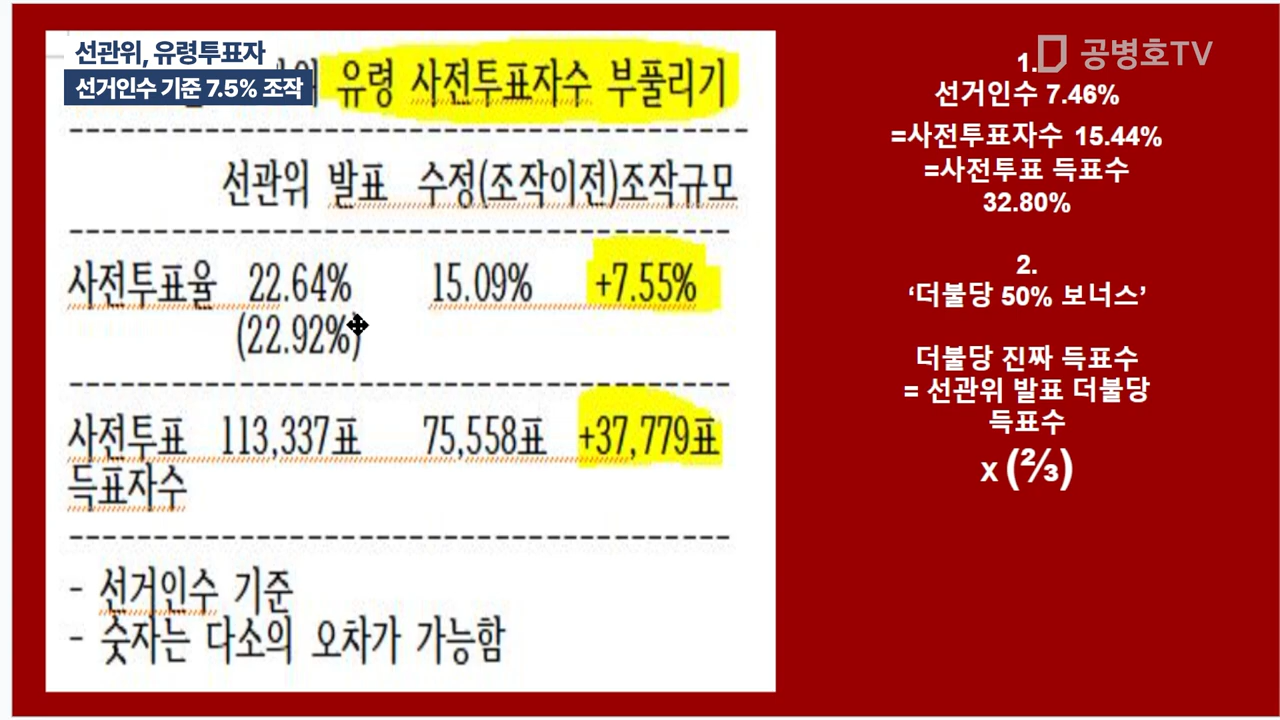 선관위, 유령투표자
선거인수 기준 7.5% 조작
유령 사전투표자수 부풀리기
선관위 발표 수정(조작이전)조작규모
사전투표율 22.64% 15.09% +7.55%
(22.92%)
사전투표 113,337표 75,558표 +37,779표
득표자수
- 선거인수 기준
- 숫자는 다소의 오차가 가능함
공병호TV
1.
선거인수 7.46%
=사전투표자수 15.44%
=사전투표 득표수
32.80%
2.
‘더불당 50% 보너스’
더불당 진짜 득표수
= 선관위 발표 더불당
득표수
x (⅔)